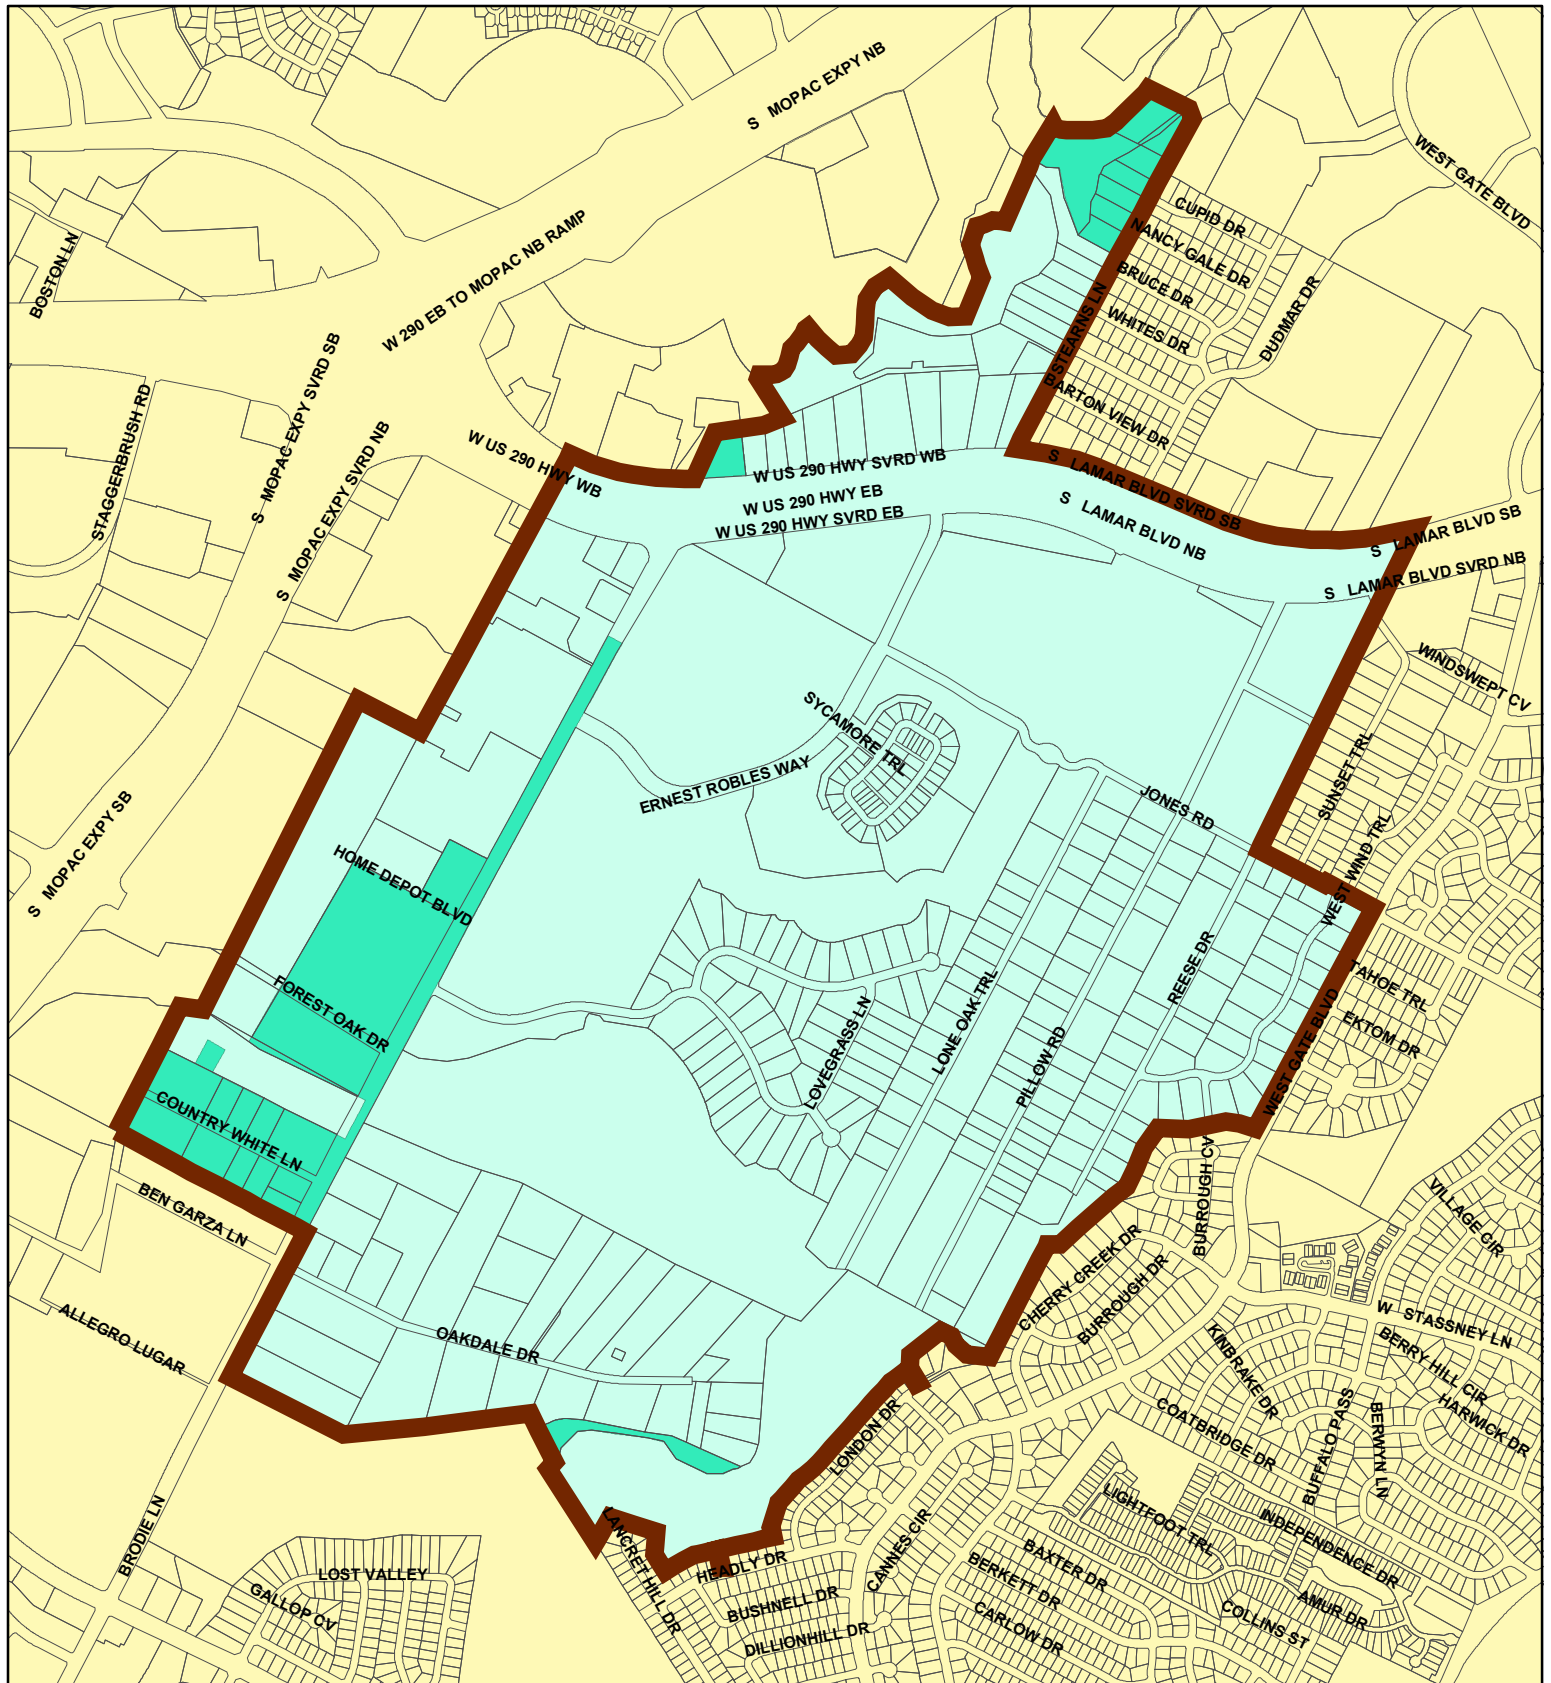 S MOPAC EXPY NB
WEST GATE BLVD
CUPID DR
NANCY GALE DR
BOSTON LN
W 290 EB TO MOPAC NB RAMP
BRUCE DR
WHITES DR
DUDMAR DR
STEARNS LN
BARTON VIEW DR
S MOPAC EXPY SVRD SB
STAGGERBRUSH RD
S MOPAC EXPY SVRD NB
W US 290 HWY WB
W US 290 HWY SVRD WB
W US 290 HWY EB
W US 290 HWY SVRD EB
S LAMAR BLVD SVRD SB
S LAMAR BLVD NB
S LAMAR BLVD SB
S LAMAR BLVD SVRD NB
WINDSWEPT CV
SYCAMORE TRL
ERNEST ROBLES WAY
SUNSET TRL
JONES RD
WEST WIND TRL
S MOPAC EXPY SB
HOME DEPOT BLVD
FOREST OAK DR
REESE DR
TAHOE TRL
EKTOM DR
LOVEGRASS LN
LONE OAK TRL
PILLOW RD
WEST GATE BLVD
COUNTRY WHITE LN
BEN GARZA LN
BURROUGH CV
VILLAGE CIR
ALLEGRO LUGAR
OAKDALE DR
CHERRY CREEK DR
BURROUGH DR
W STASSNEY LN
KINBRAKE DR
BERRY HILL CIR
HARWICK DR
COATBRIDGE DR
BUFFALO PASS
BERWYN LN
LONDON DR
BRODIE LN
LANCRET HILL DR
LIGHTFOOT TRL
INDEPENDENCE DR
LOST VALLEY
GALLOP CV
HEADLY DR
CANNES CIR
BAXTER DR
BERKETT DR
BUSHNELL DR
DILLIONHILL DR
CARLOW DR
AMUR DR
COLLINS ST